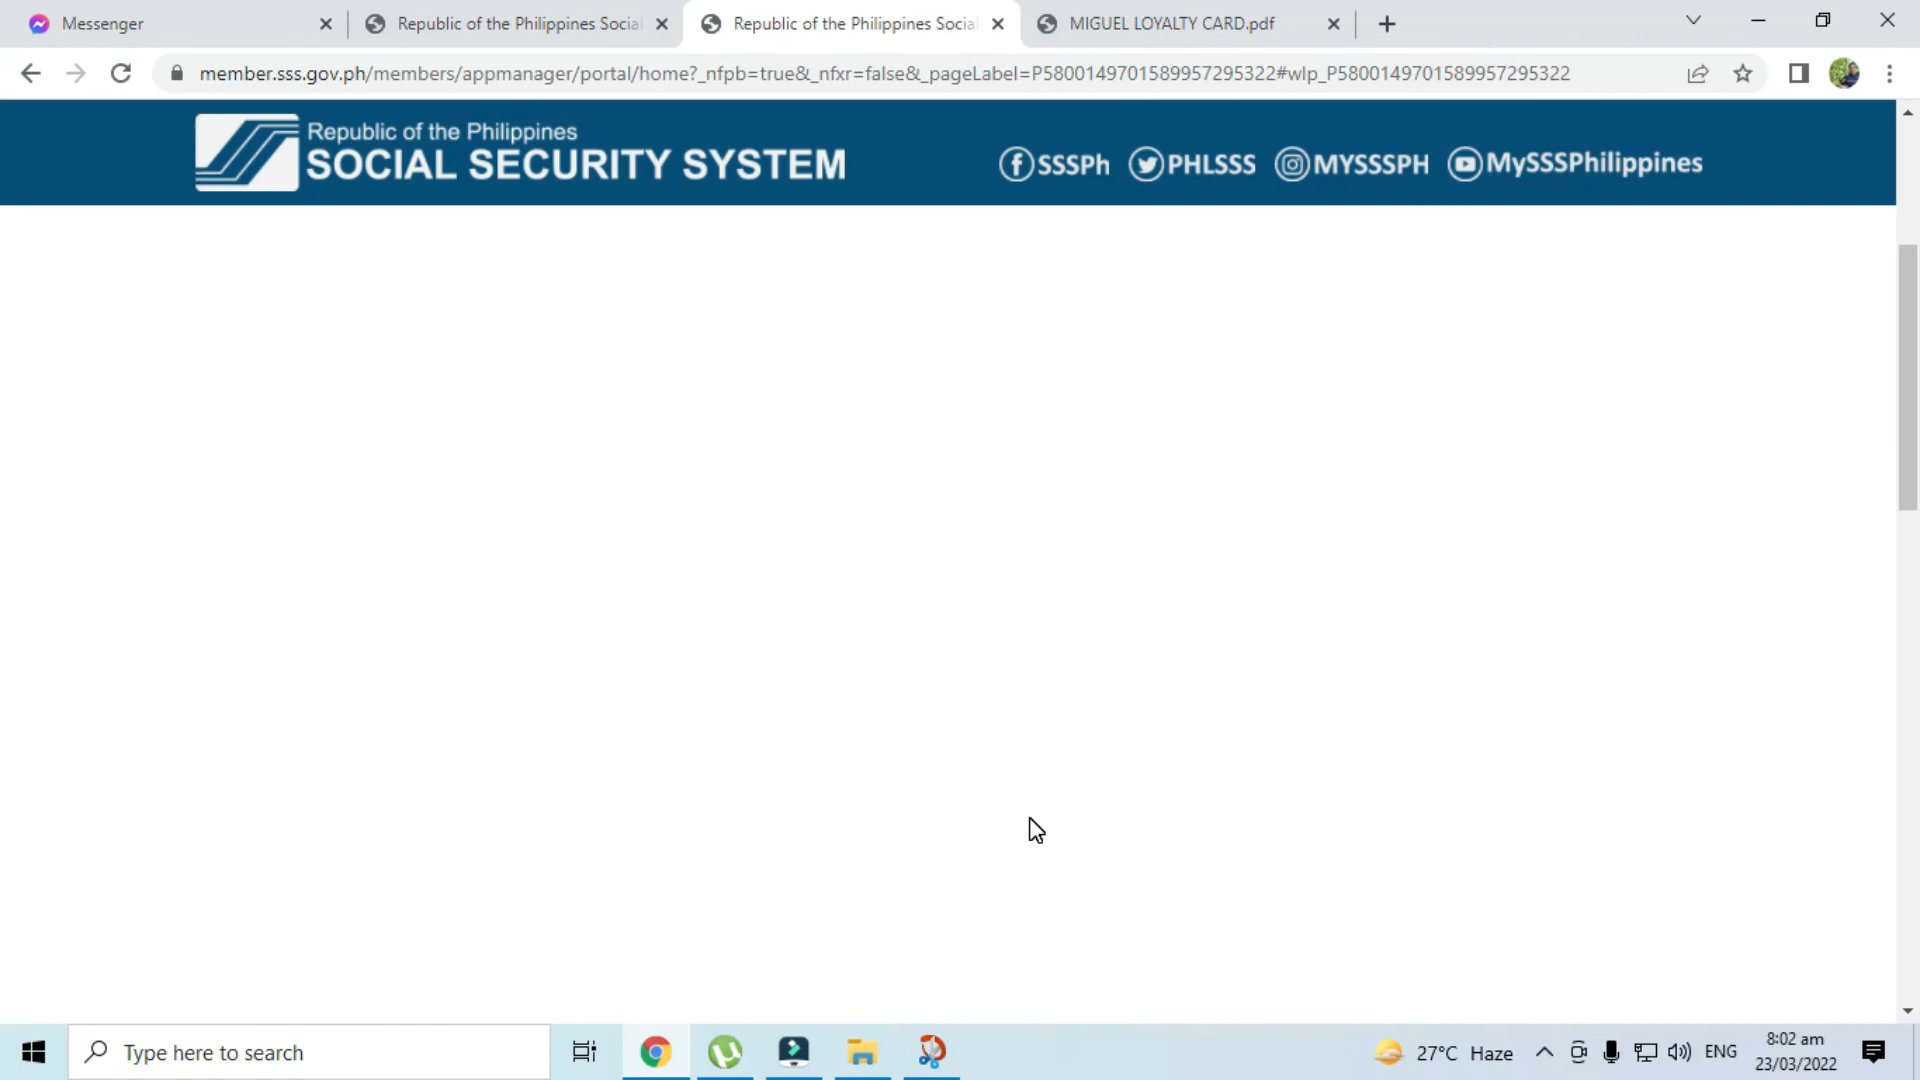 Messenger
Republic of the Philippines Social
Republic of the Philippines Social
MIGUEL LOYALTY CARD.pdf
member.sss.gov.ph/members/appmanager/portal/home?_nfpb=true&_nfxr=false&_pageLabel=P5800149701589957295322#wlp_P5800149701589957295322
Republic of the Philippines
SOCIAL SECURITY SYSTEM
SSSPh
PHLSSS
MYSSSPH
MySSSPhilippines
Type here to search
27°C Haze
ENG
8:02 am
23/03/2022